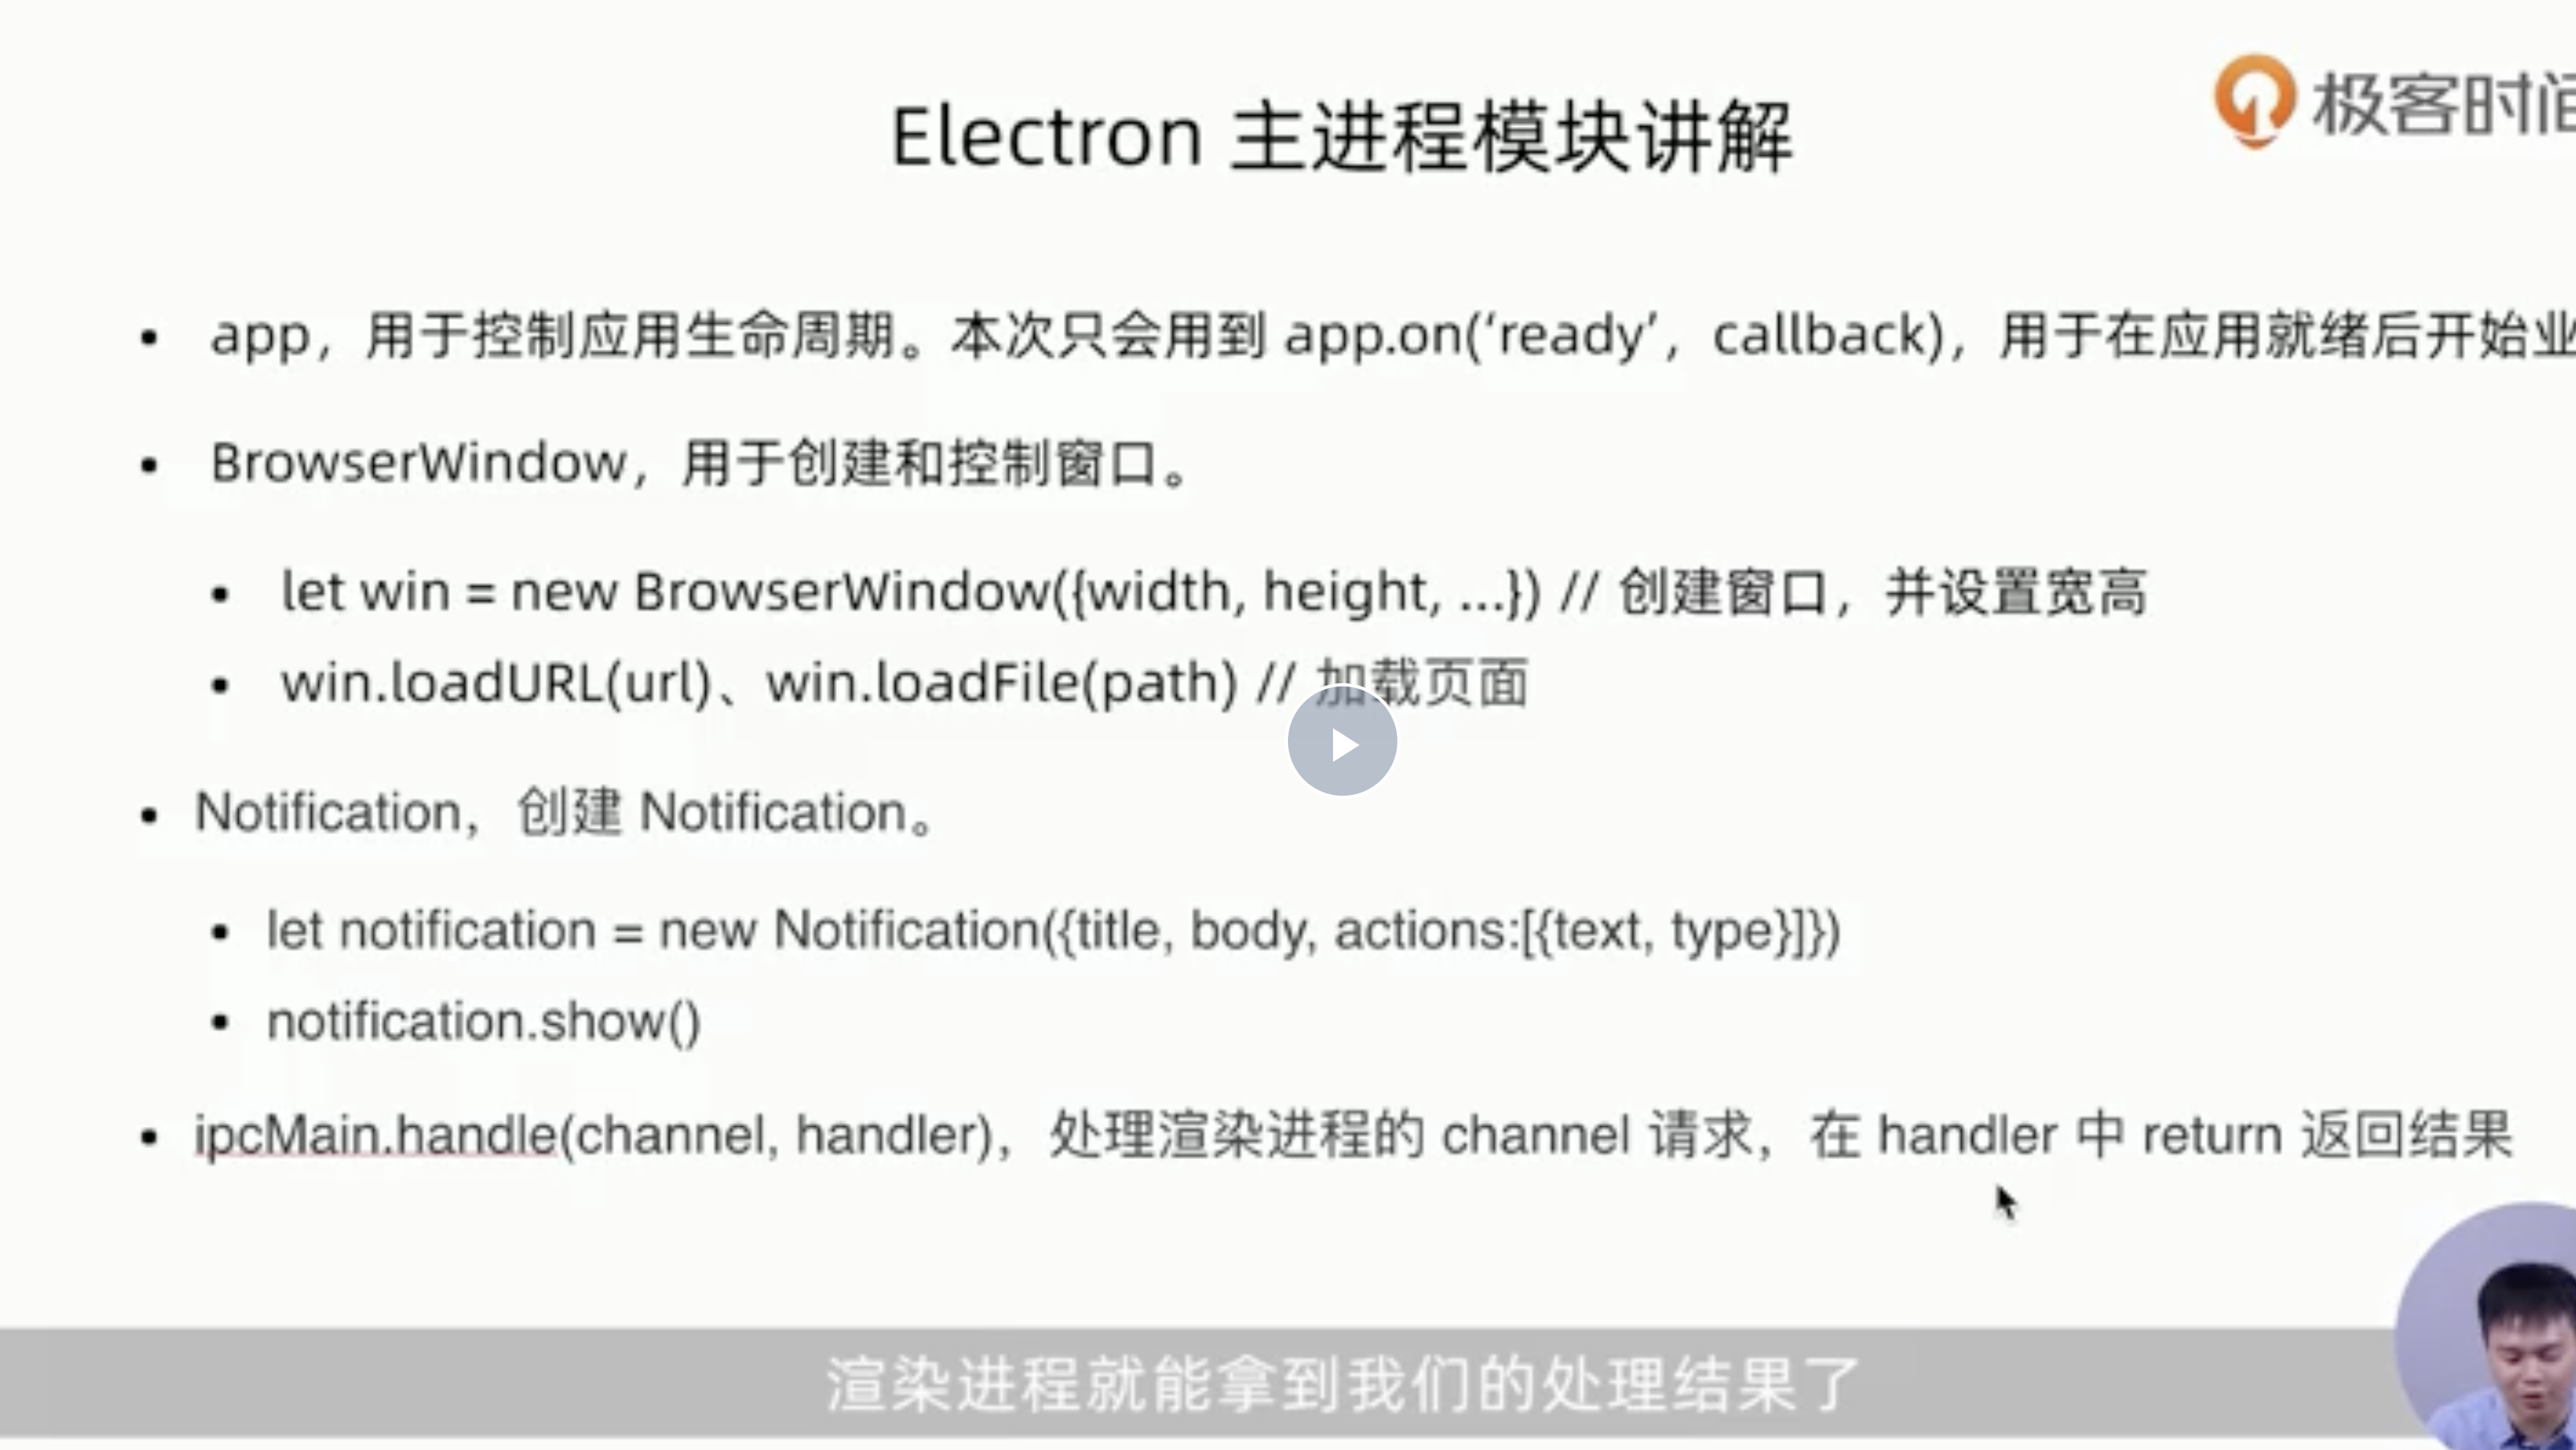 极客时间
Electron 主进程模块讲解
• app，用于控制应用生命周期。本次只会用到 app.on(‘ready’，callback)，用于在应用就绪后开始业
• BrowserWindow，用于创建和控制窗口。
• let win = new BrowserWindow({width, height, ...}) // 创建窗口，并设置宽高
• win.loadURL(url)、win.loadFile(path) // 加载页面
• Notification，创建 Notification。
• let notification = new Notification({title, body, actions:[{text, type}]})
• notification.show()
• ipcMain.handle(channel, handler)，处理渲染进程的 channel 请求，在 handler 中 return 返回结果
渲染进程就能拿到我们的处理结果了